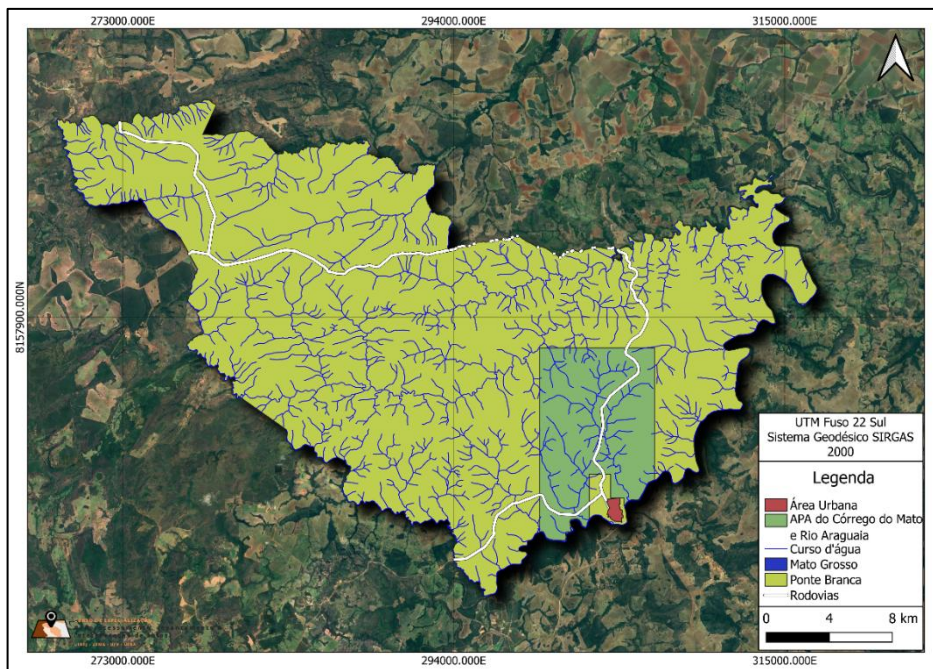 273000.000E 294000.000E 315000.000E
8157900.000N
UTM Fuso 22 Sul
Sistema Geodésico SIRGAS
2000
Legenda
Área Urbana
APA do Córrego do Mato
e Rio Araguaia
Curso d'água
Mato Grosso
Ponte Branca
Rodovias
0 4 8 km
273000.000E 294000.000E 315000.000E